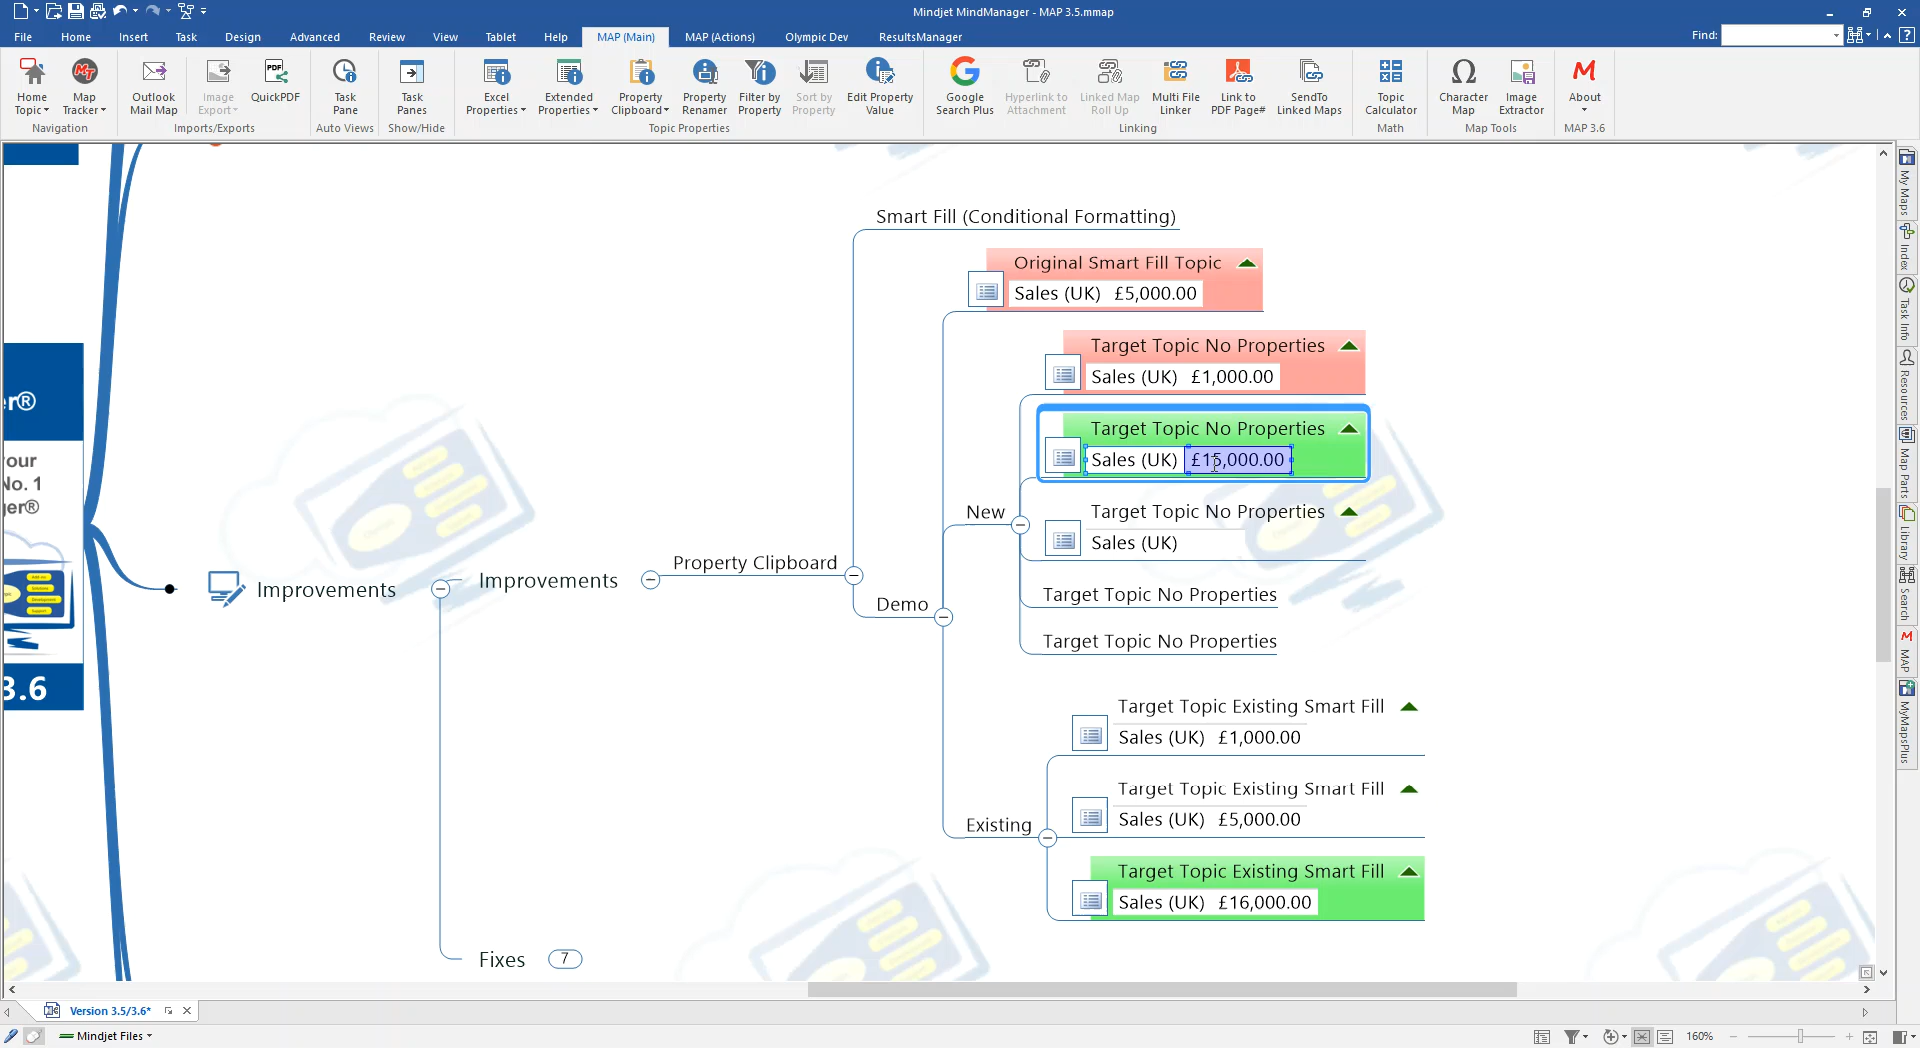 Mindjet MindManager - MAP 3.5.mmap
File Home Insert Task Design Advanced Review View Tablet Help MAP (Main) MAP (Actions) Olympic Dev ResultsManager Find:
Home Topic
Map Tracker
Navigation
Outlook Mail Map
Image Export
QuickPDF
Imports/Exports
Task Pane
Auto Views
Task Panes
Show/Hide
Excel Properties
Extended Properties
Property Clipboard
Property Renamer
Filter by Property
Sort by Property
Edit Property Value
Topic Properties
Google Search Plus
Hyperlink to Attachment
Linked Map Roll Up
Multi File Linker
Link to PDF Page#
SendTo Linked Maps
Linking
Topic Calculator
Math
Character Map
Image Extractor
Map Tools
About
MAP 3.6
Smart Fill (Conditional Formatting)
Original Smart Fill Topic
Sales (UK) £5,000.00
Target Topic No Properties
Sales (UK) £1,000.00
Target Topic No Properties
Sales (UK) £15,000.00
New
Target Topic No Properties
Sales (UK)
Target Topic No Properties
Target Topic No Properties
Property Clipboard
Improvements
Improvements
Demo
Target Topic Existing Smart Fill
Sales (UK) £1,000.00
Target Topic Existing Smart Fill
Sales (UK) £5,000.00
Existing
Target Topic Existing Smart Fill
Sales (UK) £16,000.00
Fixes 7
r®
our
No. 1
er®
3.6
My Maps
Index
Task Info
Resources
Map Parts
Library
Search
MAP
MyMapsPlus
Version 3.5/3.6*
Mindjet Files
160%